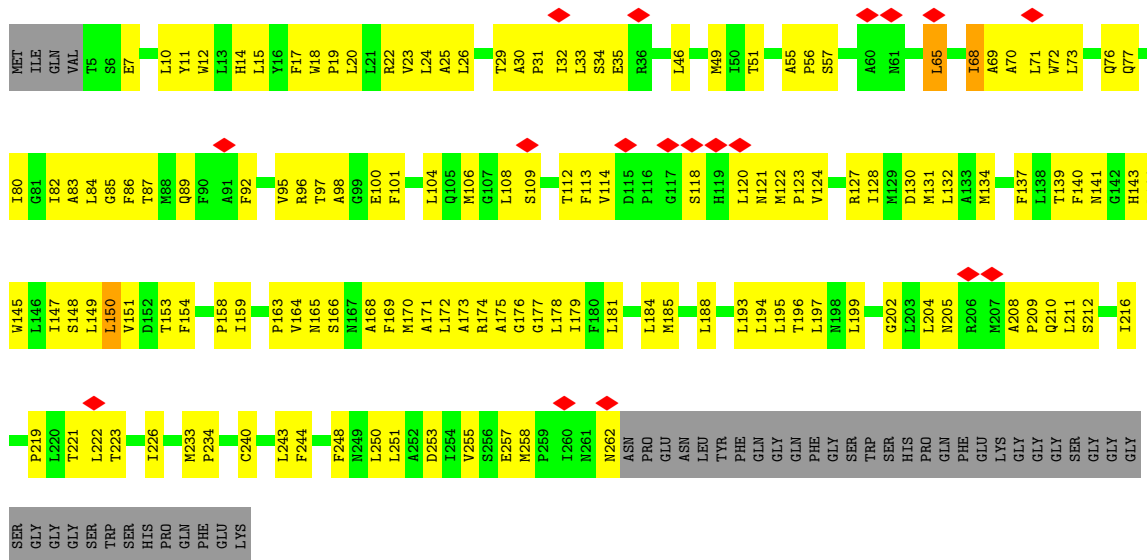 MET ILE GLN VAL T5 S6 E7 L10 Y11 W12 L13 H14 L15 Y16 F17 W18 P19 L20 L21 R22 V23 L24 A25 L26 T29 A30 P31 I32 L33 S34 E35 R36 L46 M49 I50 T51 A55 P56 S57 A60 N61 L65 I68 A69 A70 L71 W72 L73 Q76 Q77
I80 G81 I82 A83 L84 G85 F86 T87 M88 Q89 F90 A91 F92 V95 R96 T97 A98 G99 E100 F101 L104 Q105 M106 G107 L108 S109 T112 F113 V114 D115 P116 G117 S118 H119 L120 N121 M122 P123 V124 R127 I128 M129 D130 M131 L132 A133 M134 F137 L138 T139 F140 N141 G142 H143
W145 L146 I147 S148 L149 L150 V151 D152 T153 F154 P158 I159 P163 V164 N165 S166 N167 A168 F169 M170 A171 L172 A173 R174 A175 G176 G177 L178 I179 F180 L181 L184 M185 L188 L193 L194 L195 T196 L197 N198 L199 G202 L203 L204 N205 R206 M207 A208 P209 Q210 L211 S212 I216
P219 L220 T221 L222 T223 I226 M233 P234 C240 L243 F244 F248 N249 L250 L251 A252 D253 I254 V255 S256 E257 M258 P259 I260 N261 N262 ASN PRO GLU ASN LEU TYR PHE GLN GLY GLN PHE GLY SER TRP SER HIS PRO GLN PHE GLU LYS GLY GLY GLY SER GLY GLY GLY
SER GLY GLY GLY SER TRP SER HIS PRO GLN PHE GLU LYS